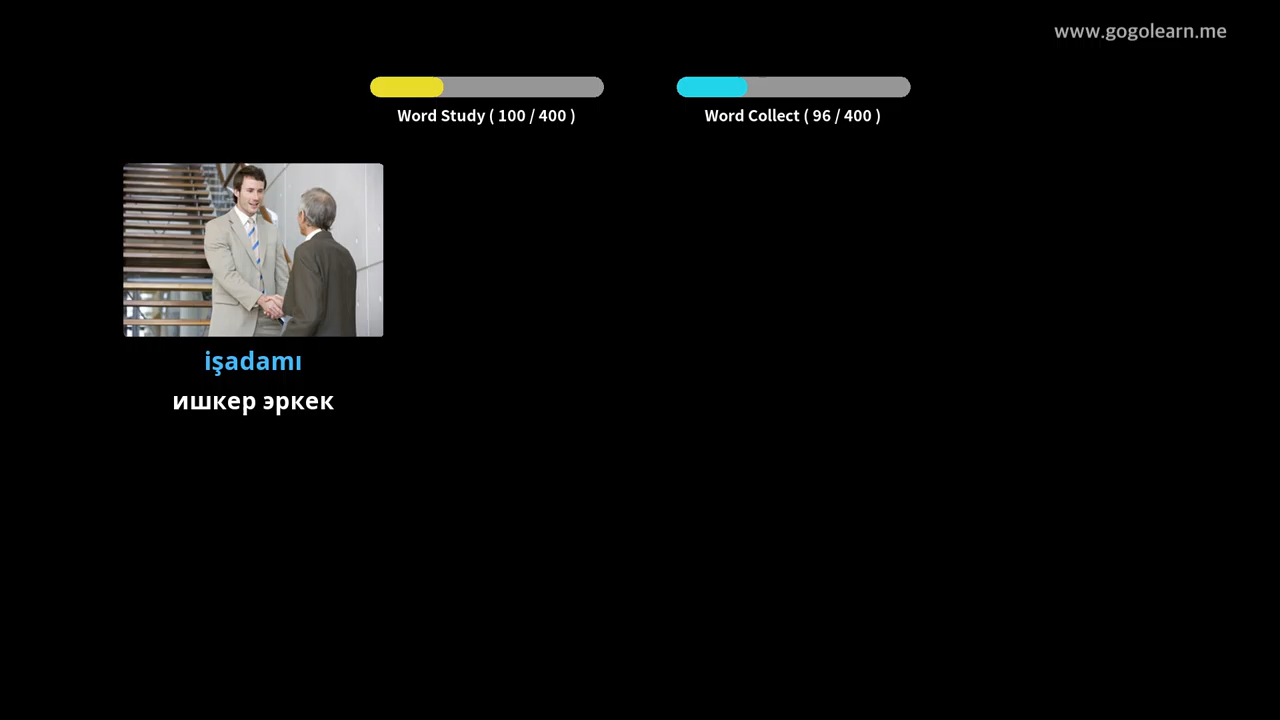 www.gogolearn.me
Word Study ( 100 / 400 )
Word Collect ( 96 / 400 )
işadamı
ишкер эркек